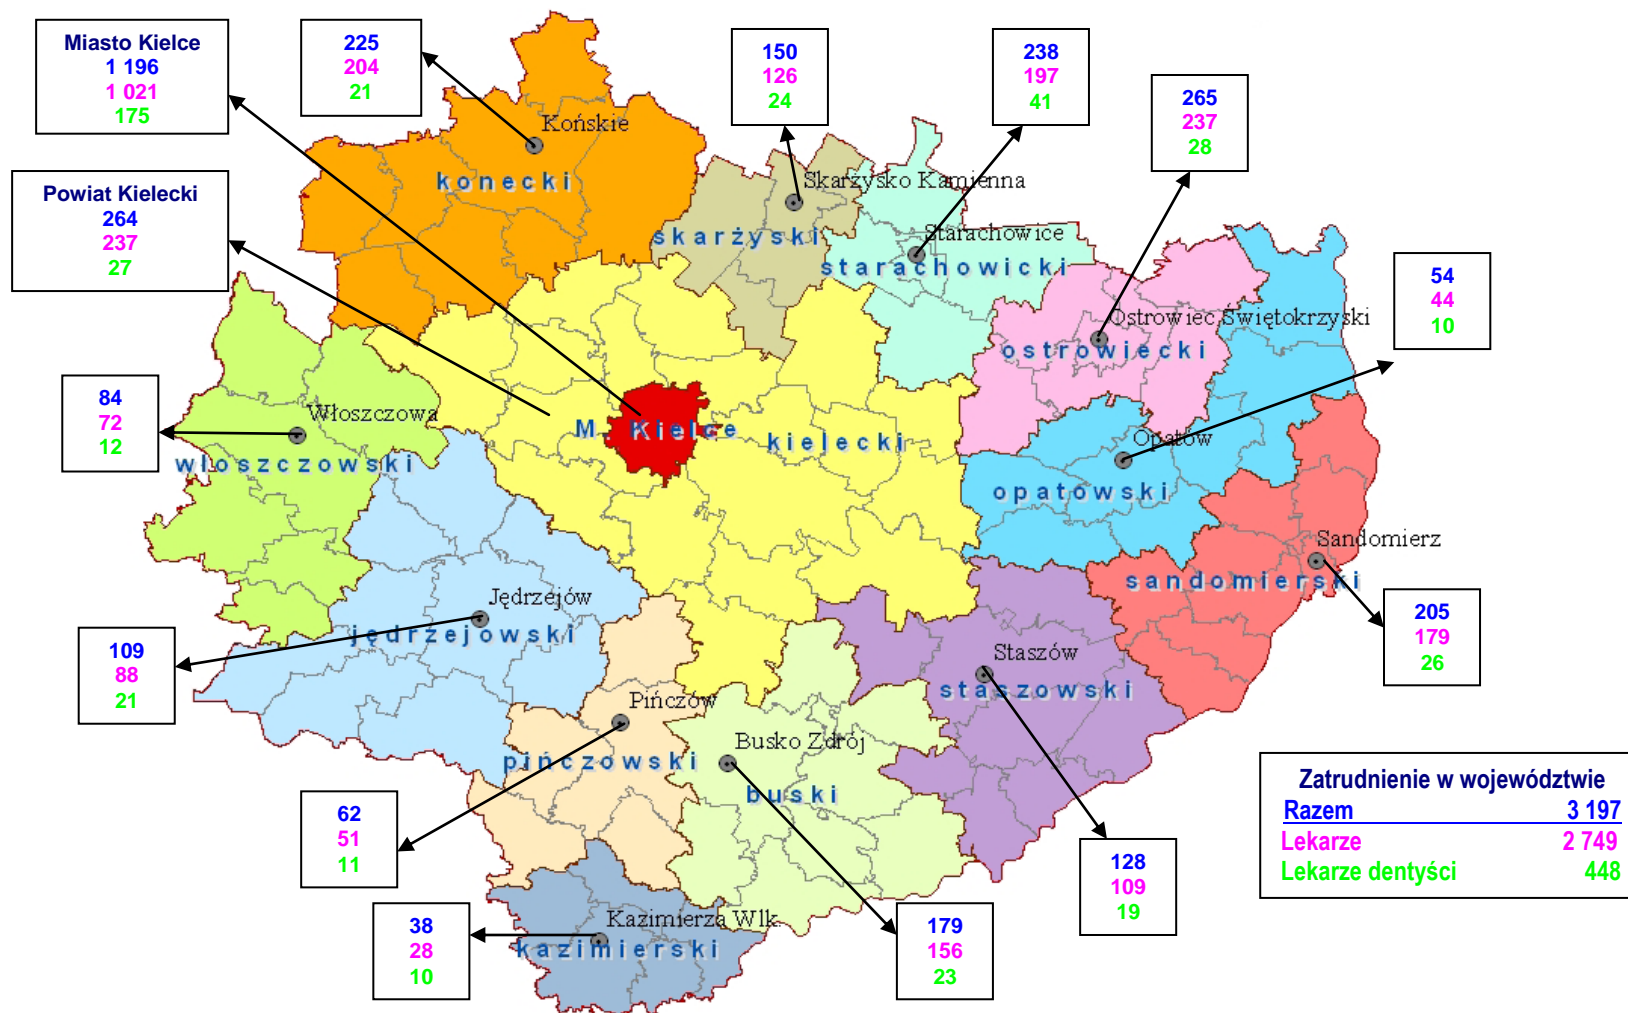 Miasto Kielce
1 196
1 021
175
225
204
21
150
126
24
238
197
41
265
237
28
Powiat Kielecki
264
237
27
54
44
10
84
72
12
109
88
21
62
51
11
38
28
10
179
156
23
128
109
19
205
179
26
Końskie
konecki
Skarżysko Kamienna
skarżyski
Starachowice
starachowicki
Ostrowiec Świętokrzyski
ostrowiecki
Włoszczowa
włoszczowski
M. Kielce
kielecki
Opatów
opatowski
Sandomierz
sandomierski
Jędrzejów
jędrzejowski
Staszów
staszowski
Pińczów
pińczowski
Busko Zdrój
buski
Kazimierza Wlk.
kazimierski
Zatrudnienie w województwie
Razem 3 197
Lekarze 2 749
Lekarze dentyści 448